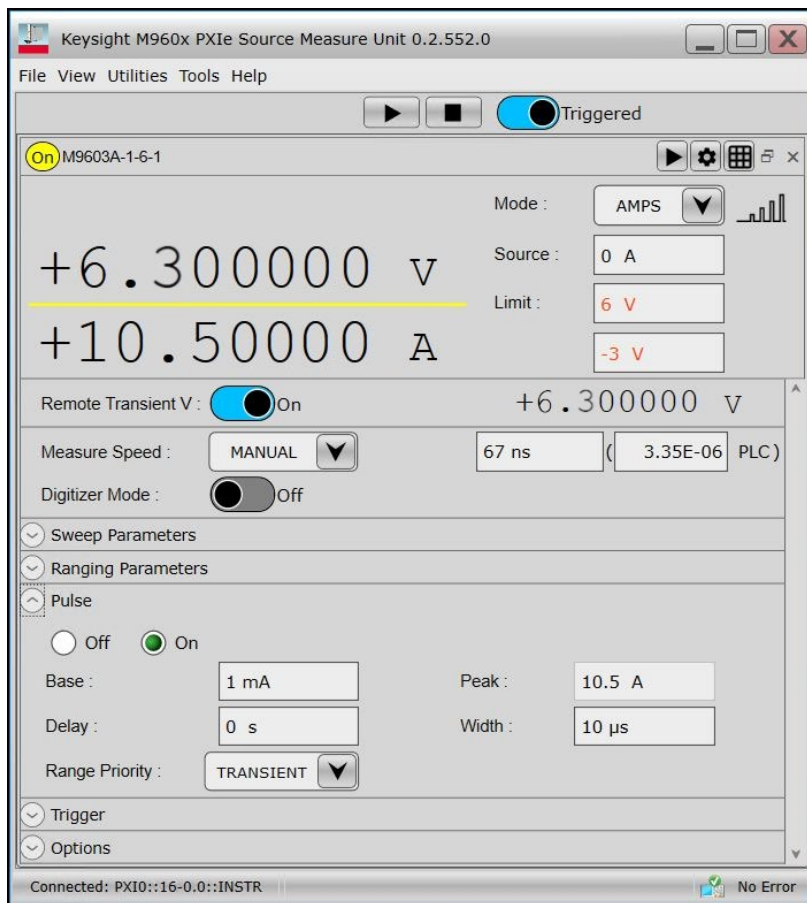 Keysight M960x PXIe Source Measure Unit 0.2.552.0
File View Utilities Tools Help
Triggered
On M9603A-1-6-1
Mode : AMPS
+6.300000 V
Source : 0 A
Limit : 6 V
+10.50000 A
-3 V
Remote Transient V : On +6.300000 V
Measure Speed : MANUAL 67 ns ( 3.35E-06 PLC )
Digitizer Mode : Off
Sweep Parameters
Ranging Parameters
Pulse
Off On
Base : 1 mA Peak : 10.5 A
Delay : 0 s Width : 10 µs
Range Priority : TRANSIENT
Trigger
Options
Connected: PXI0::16-0.0::INSTR No Error